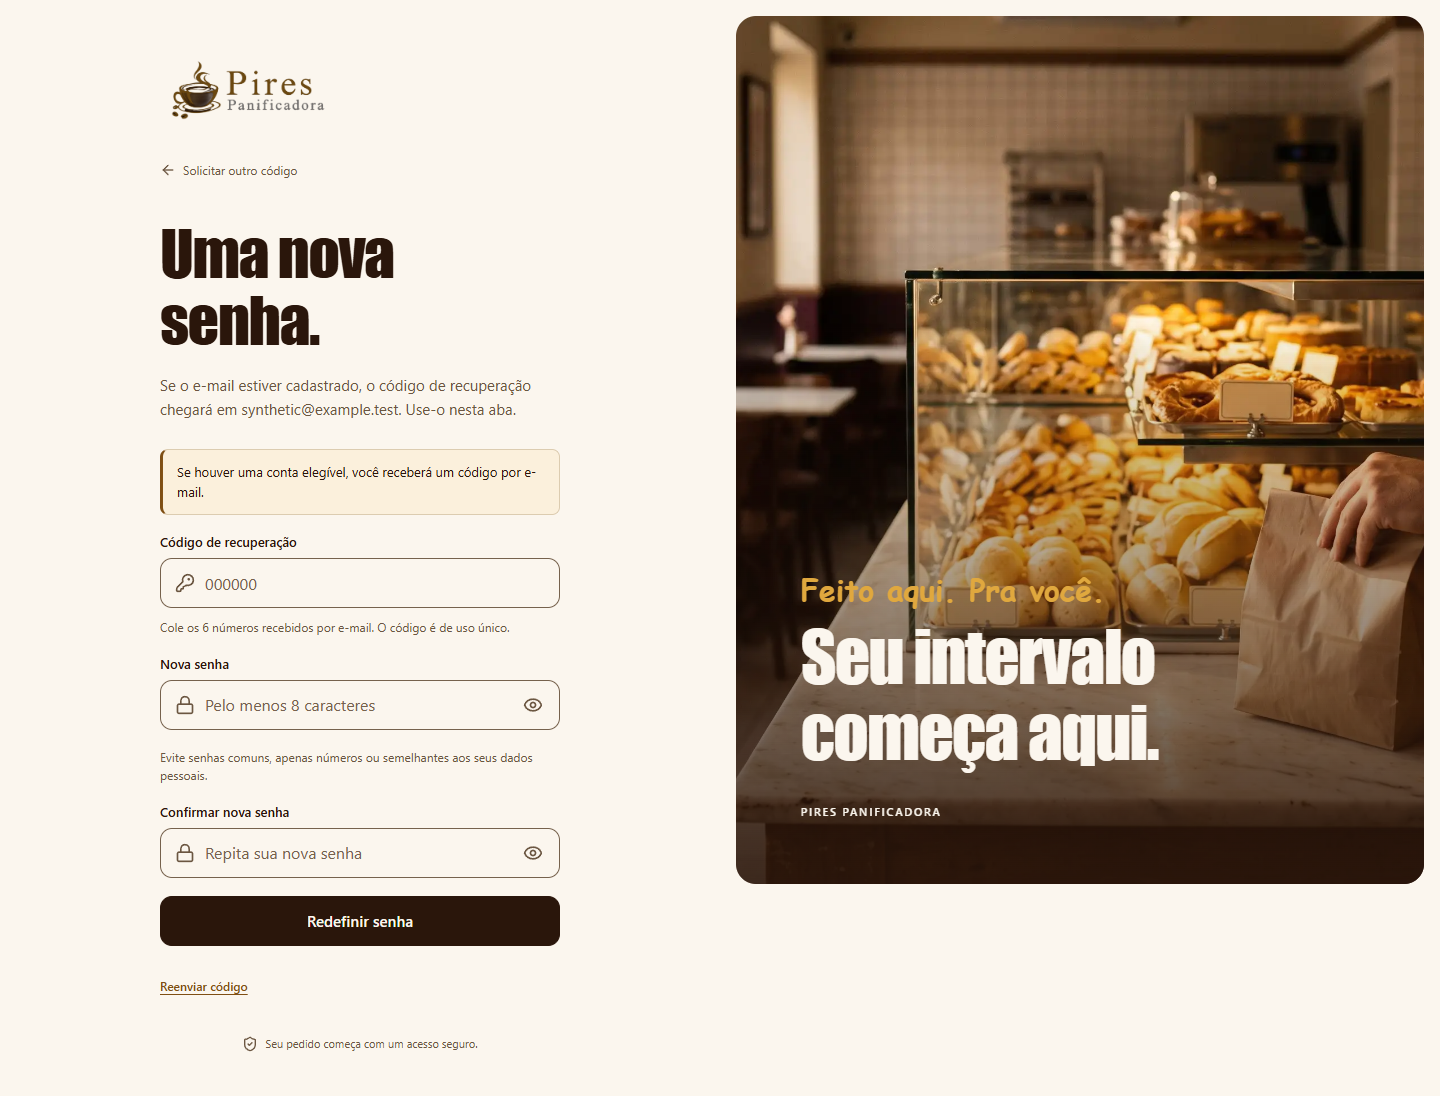 Pires
Panificadora
Solicitar outro código
Uma nova
senha.
Se o e-mail estiver cadastrado, o código de recuperação
chegará em synthetic@example.test. Use-o nesta aba.
Se houver uma conta elegível, você receberá um código por e-
mail.
Código de recuperação
000000
Cole os 6 números recebidos por e-mail. O código é de uso único.
Nova senha
Pelo menos 8 caracteres
Evite senhas comuns, apenas números ou semelhantes aos seus dados
pessoais.
Confirmar nova senha
Repita sua nova senha
Redefinir senha
Reenviar código
Seu pedido começa com um acesso seguro.
Feito aqui. Pra você.
Seu intervalo
começa aqui.
PIRES PANIFICADORA